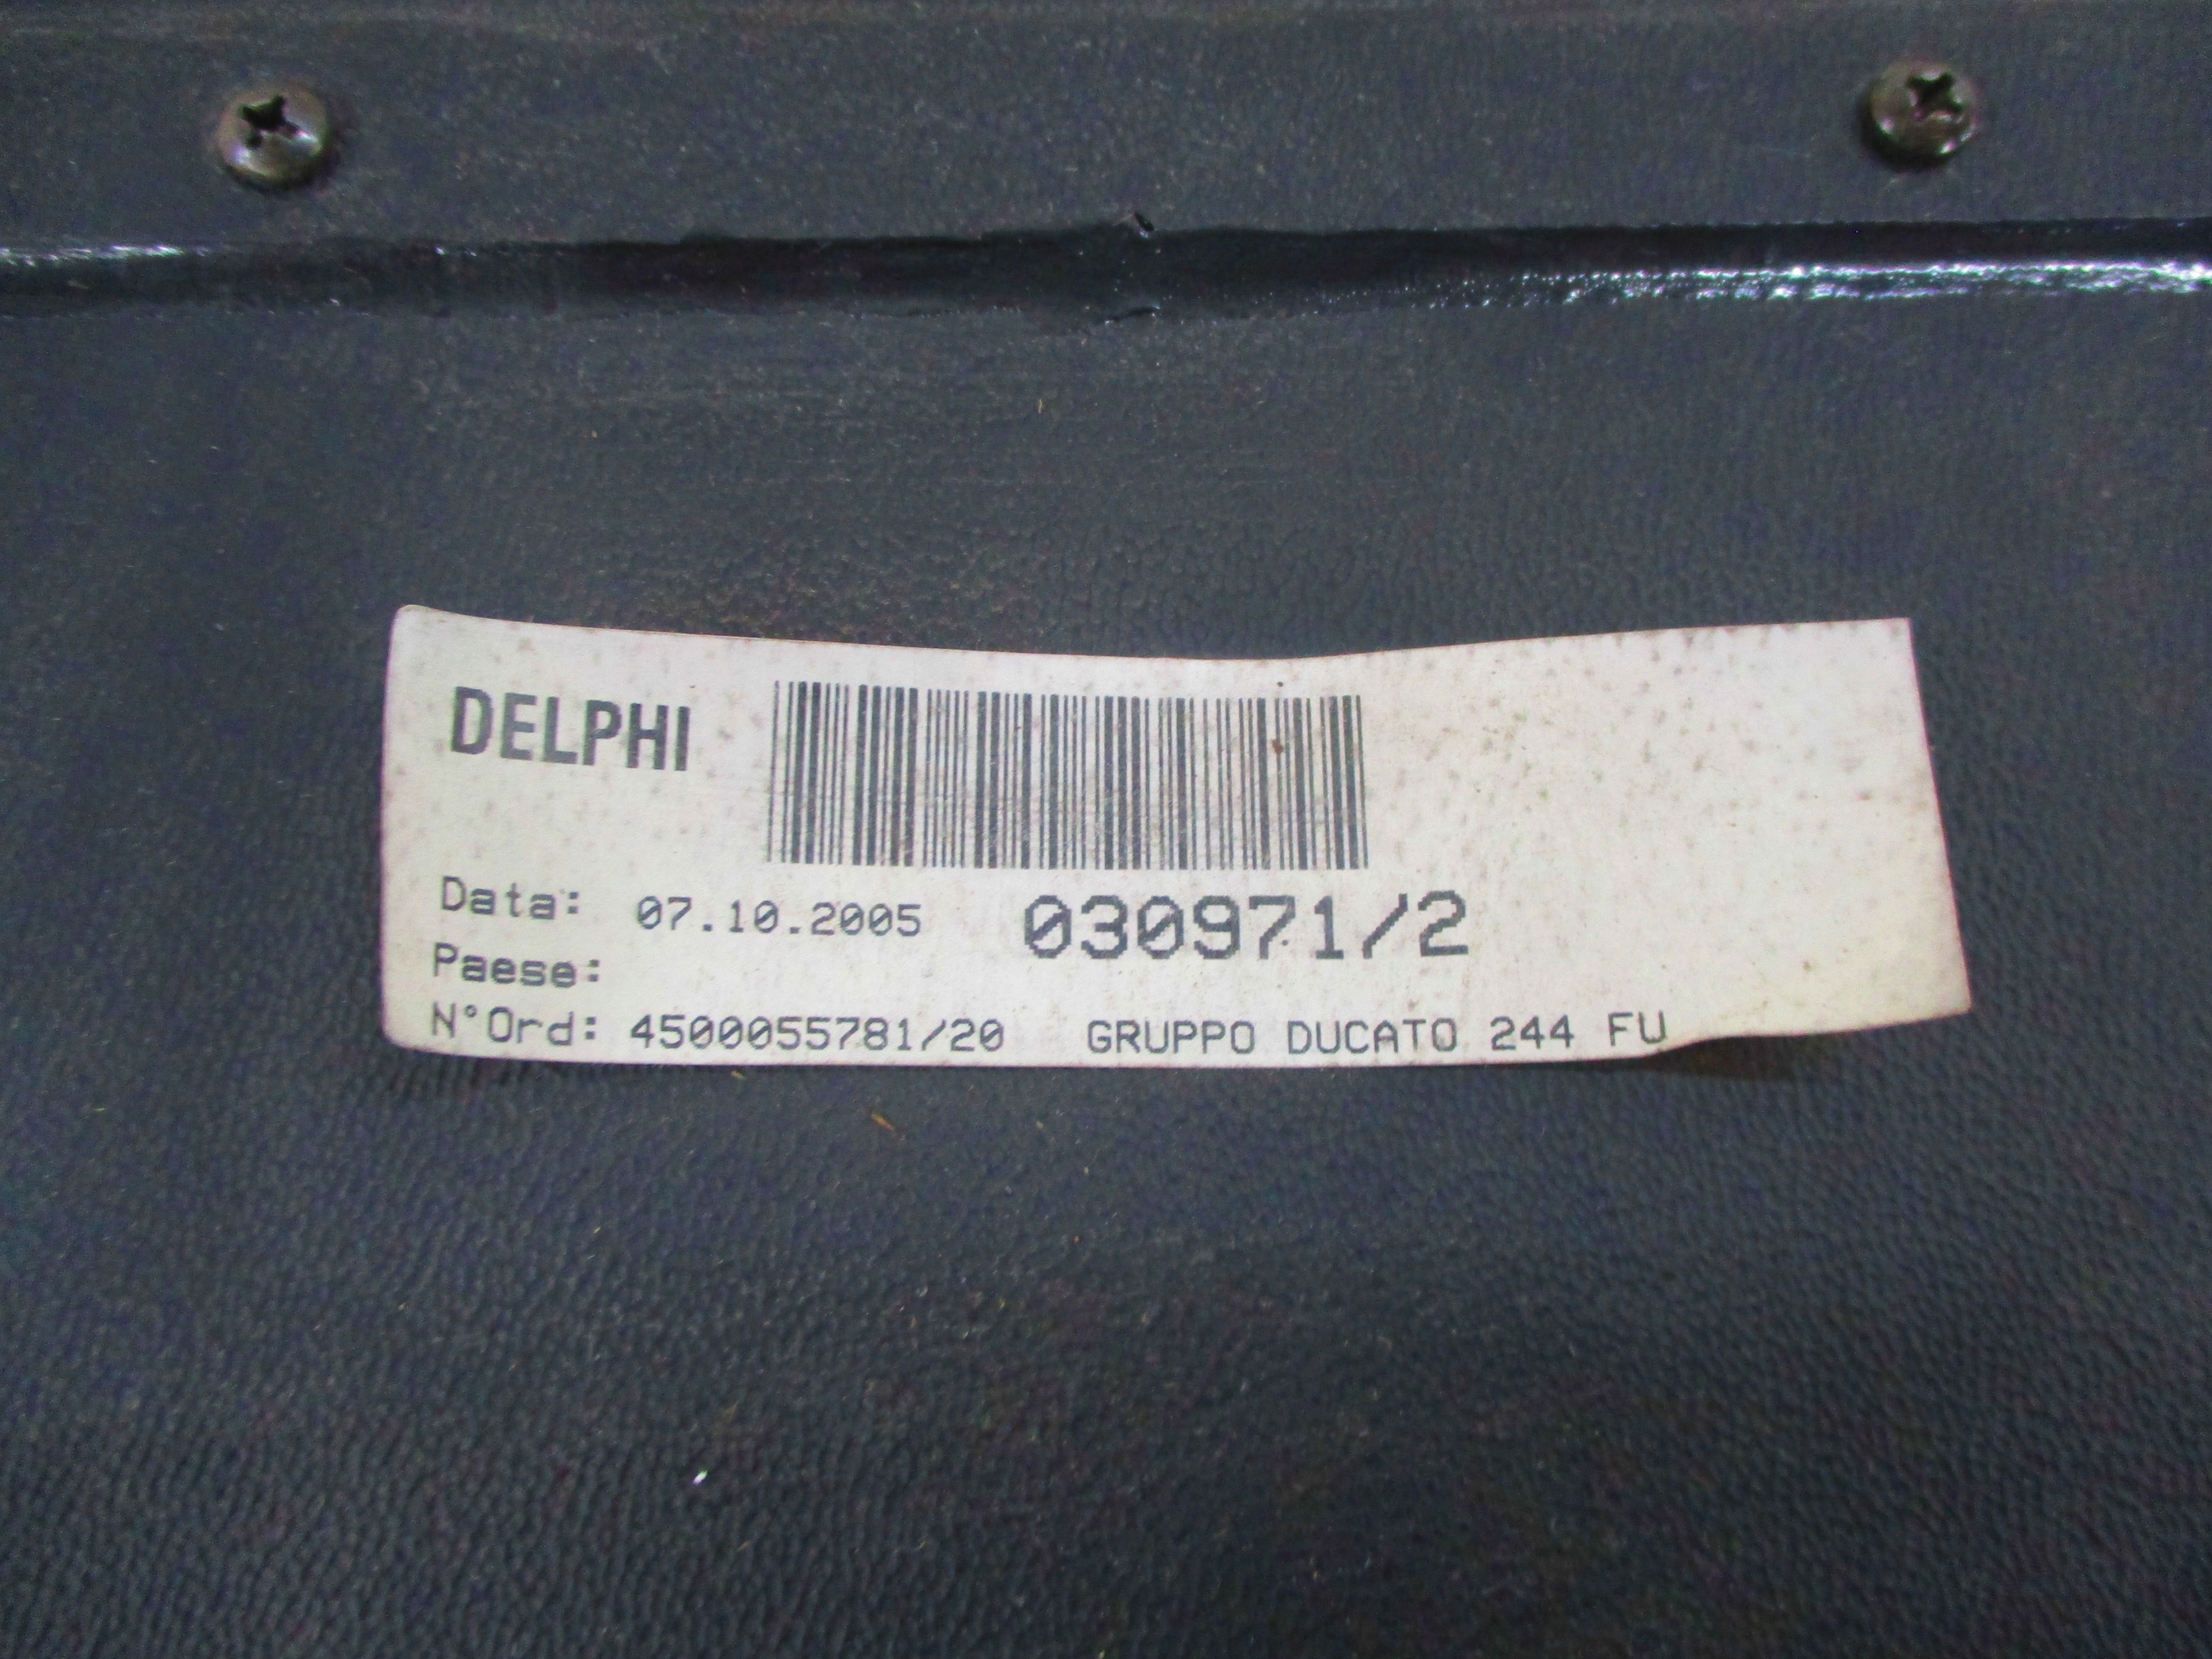 DELPHI
Data: 07.10.2005 030971/2
Paese:
N°Ord: 4500055781/20 GRUPPO DUCATO 244 FU